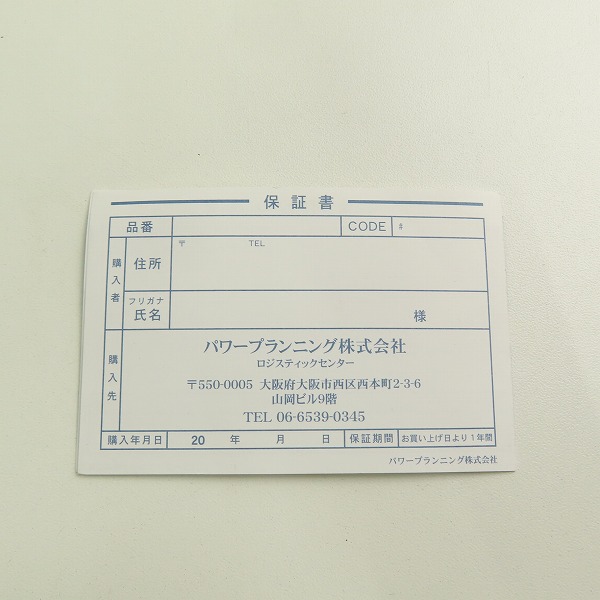 保証書
品番 CODE #
購入者 住所 〒 TEL
フリガナ
氏名 様
購入先
パワープランニング株式会社
ロジスティックセンター
〒550-0005 大阪府大阪市西区西本町2-3-6
山岡ビル9階
TEL 06-6539-0345
購入年月日 20 年 月 日 保証期間 お買い上げ日より1年間
パワープランニング株式会社